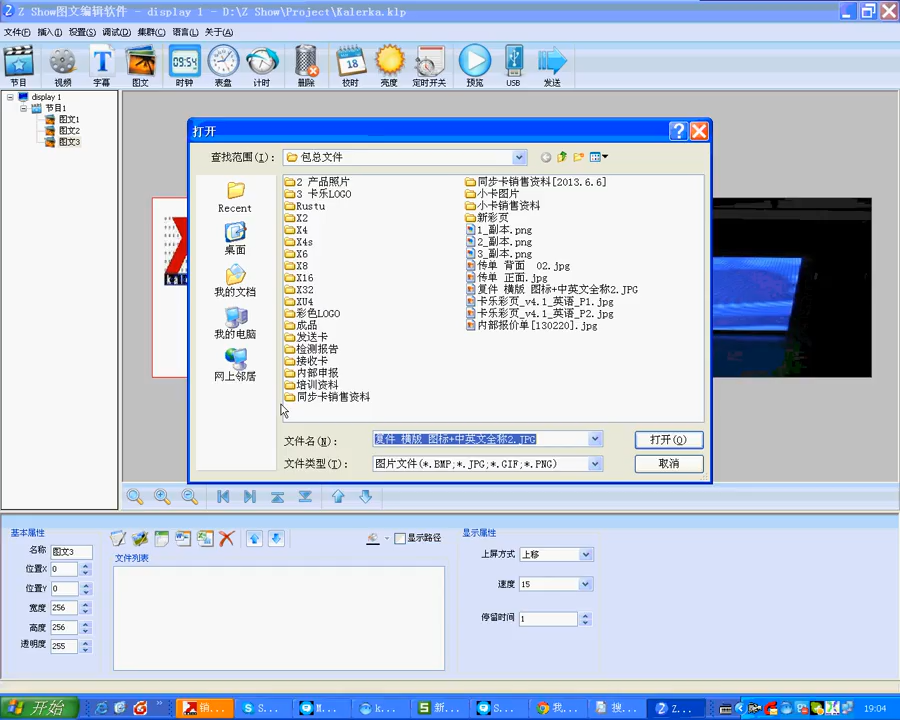 Z Show图文编辑软件 - display 1 - D:\Z Show\Project\Kalerka.klp
文件(F) 插入(I) 设置(S) 调试(D) 集群(C) 语言(L) 关于(A)
09:54 18
节目 视频 字幕 图文 时钟 表盘 计时 删除 校时 亮度 定时开关 预览 USB 发送
display 1
节目1
图文1
图文2
图文3
打开
查找范围(I): 包总文件
Recent
桌面
我的文档
我的电脑
网上邻居
2 产品照片
3 卡乐LOGO
Rustu
X2
X4
X4s
X6
X8
X16
X32
XU4
彩色LOGO
成品
发送卡
检测报告
接收卡
内部申报
培训资料
同步卡销售资料
同步卡销售资料[2013.6.6]
小卡图片
小卡销售资料
新彩页
1_副本.png
2_副本.png
3_副本.png
传单 背面 02.jpg
传单 正面.jpg
复件 横版 图标+中英文全称2.JPG
卡乐彩页_v4.1_英语_P1.jpg
卡乐彩页_v4.1_英语_P2.jpg
内部报价单[130220].jpg
文件名(N): 复件 横版 图标+中英文全称2.JPG 打开(O)
文件类型(T): 图片文件(*.BMP;*.JPG;*.GIF;*.PNG) 取消
基本属性
名称 图文3
位置X 0
位置Y 0
宽度 256
高度 256
透明度 255
显示路径
文件列表
显示属性
上屏方式 上移
速度 15
停留时间 1
开始 销... S... M... k... 新... S... 我... 搜... Z... 19:04